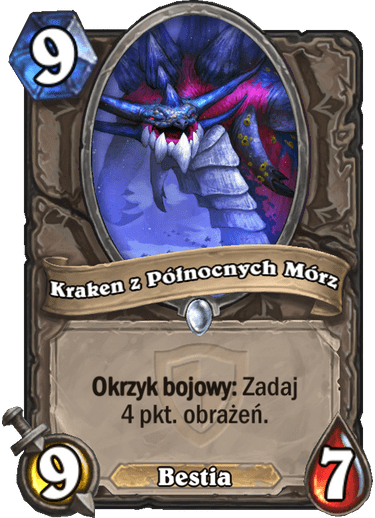 9
Kraken z Północnych Mórz
Okrzyk bojowy: Zadaj
4 pkt. obrażeń.
9
Bestia
7